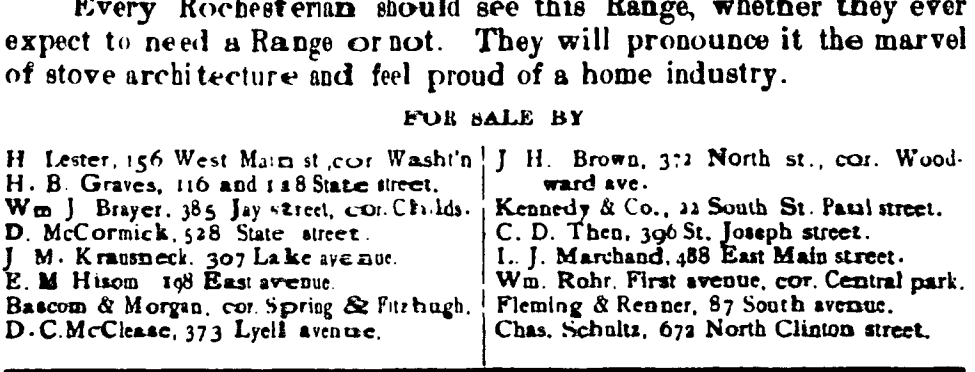 Every Rochesterian should see this Range, whether they ever
expect to need a Range or not. They will pronounce it the marvel
of stove architecture and feel proud of a home industry.
FOR SALE BY
H Lester, 156 West Main st., cor Washt'n
H. B. Graves, 116 and 118 State street.
Wm J Brayer, 385 Jay street, cor. Childs.
D. McCormick, 528 State street.
J M. Krausneck, 307 Lake avenue.
E. M Hisom 198 East avenue.
Bascom & Morgan, cor. Spring & Fitzhugh.
D. C. McClease, 373 Lyell avenue.
J H. Brown, 372 North st., cor. Wood-
ward ave.
Kennedy & Co., 22 South St. Paul street.
C. D. Then, 396 St. Joseph street.
L. J. Marchand, 488 East Main street.
Wm. Rohr, First avenue, cor. Central park.
Fleming & Renner, 87 South avenue.
Chas. Schultz, 672 North Clinton street.